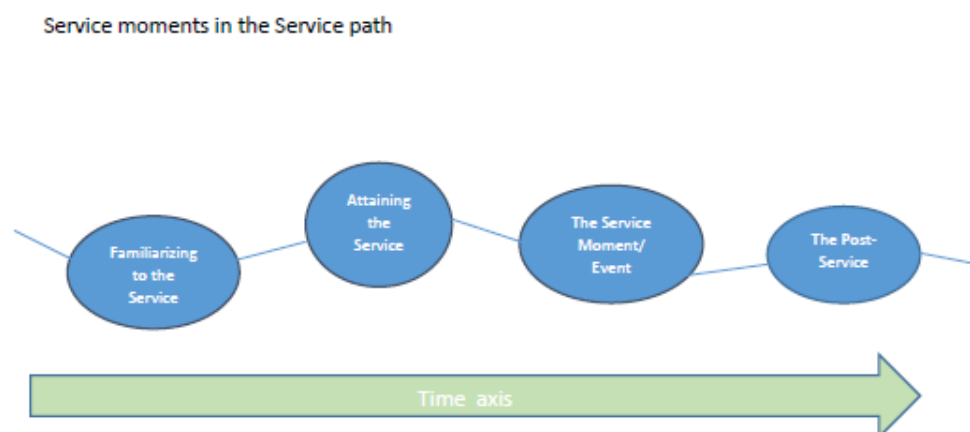 Service moments in the Service path
Familiarizing
to the
Service
Attaining
the
Service
The Service
Moment/
Event
The Post-
Service
Time axis